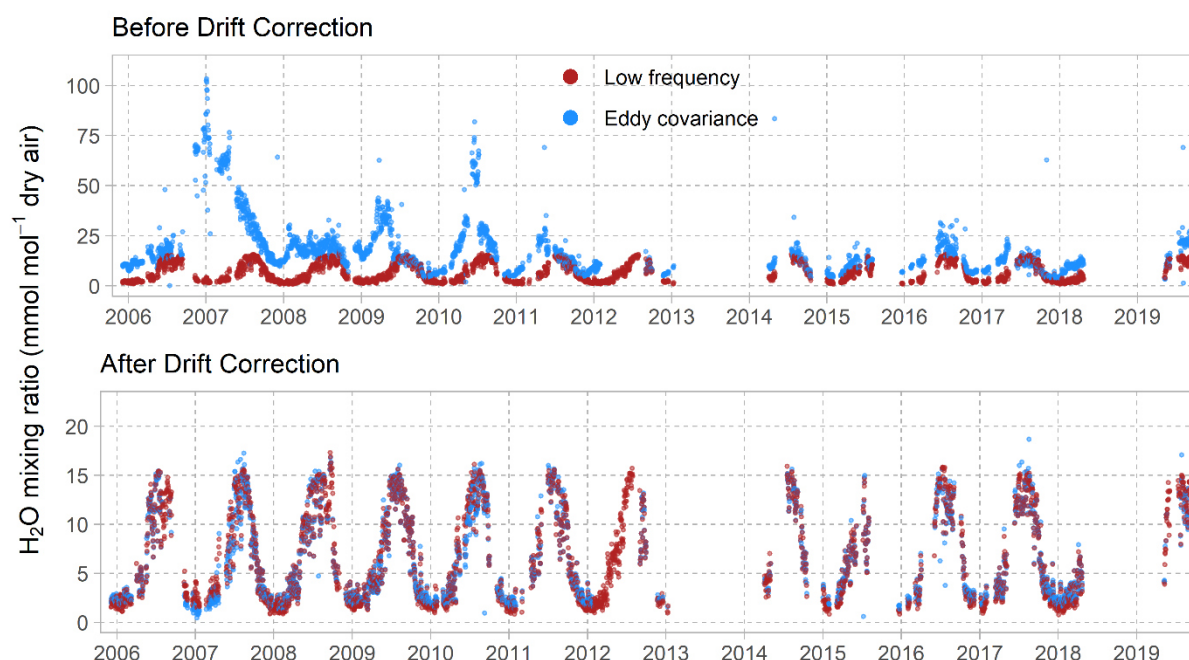 Before Drift Correction
Low frequency
Eddy covariance
100
75
50
25
0
2006 2007 2008 2009 2010 2011 2012 2013 2014 2015 2016 2017 2018 2019
H₂O mixing ratio (mmol mol⁻¹ dry air)
After Drift Correction
20
15
10
5
0
2006 2007 2008 2009 2010 2011 2012 2013 2014 2015 2016 2017 2018 2019